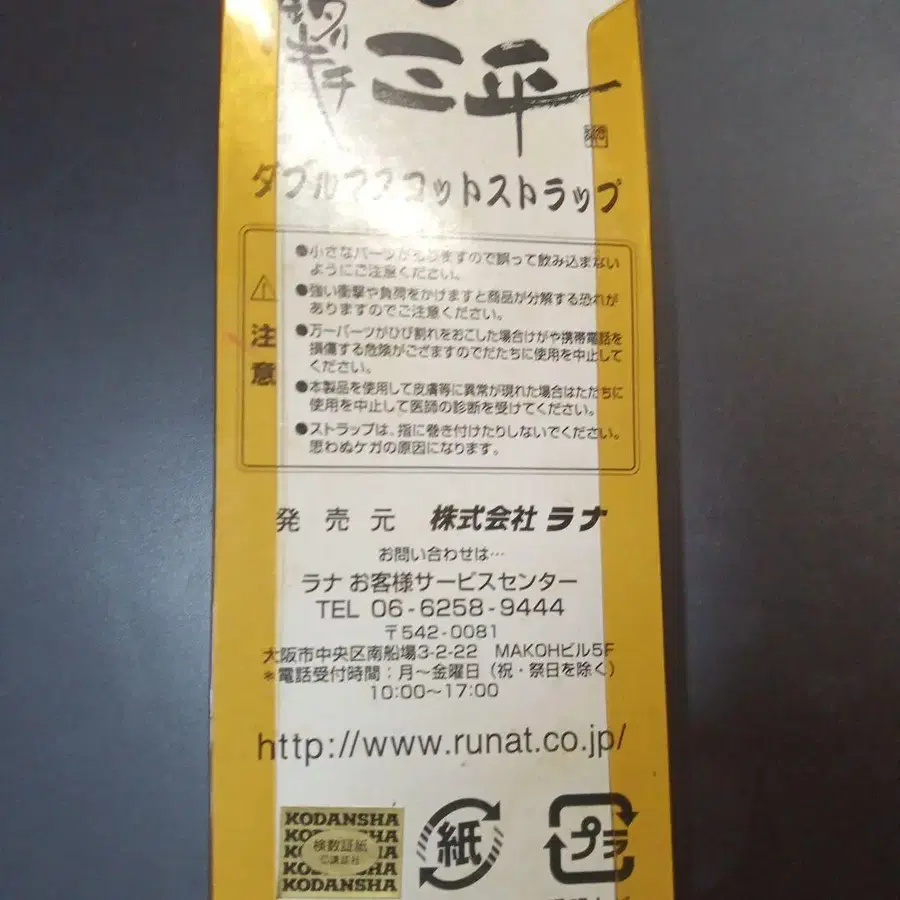 釣りキチ三平
ダブルマスコットストラップ
⚠
注意
●小さなパーツがありますので誤って飲み込まない
ようにご注意ください。
●強い衝撃や負荷をかけますと商品が分解する恐れが
ありますのでご注意ください。
●万一パーツがひび割れをおこした場合けがや携帯電話を
損傷する危険がござますのでだたちに使用を中止して
ください。
●本製品を使用して皮膚等に異常が現れた場合はただちに
使用を中止して医師の診断を受けてください。
●ストラップは、指に巻き付けたりしないでください。
思わぬケガの原因になります。
発売元 株式会社 ラナ
お問い合わせは…
ラナ お客様サービスセンター
TEL 06-6258-9444
〒542-0081
大阪市中央区南船場3-2-22 MAKOHビル5F
*電話受付時間：月～金曜日（祝・祭日を除く）
10:00～17:00
http://www.runat.co.jp/
KODANSHA
検数証紙
©講談社
KODANSHA
紙
プラ